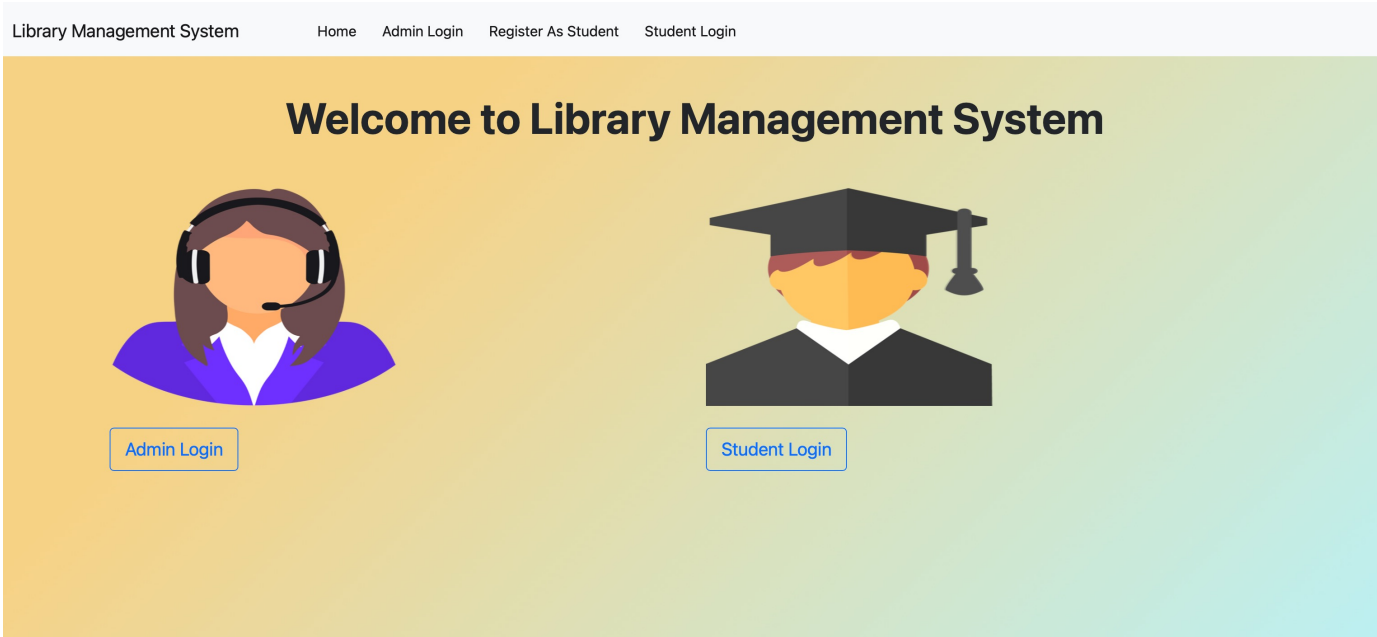 Library Management System Home Admin Login Register As Student Student Login
Welcome to Library Management System
Admin Login Student Login